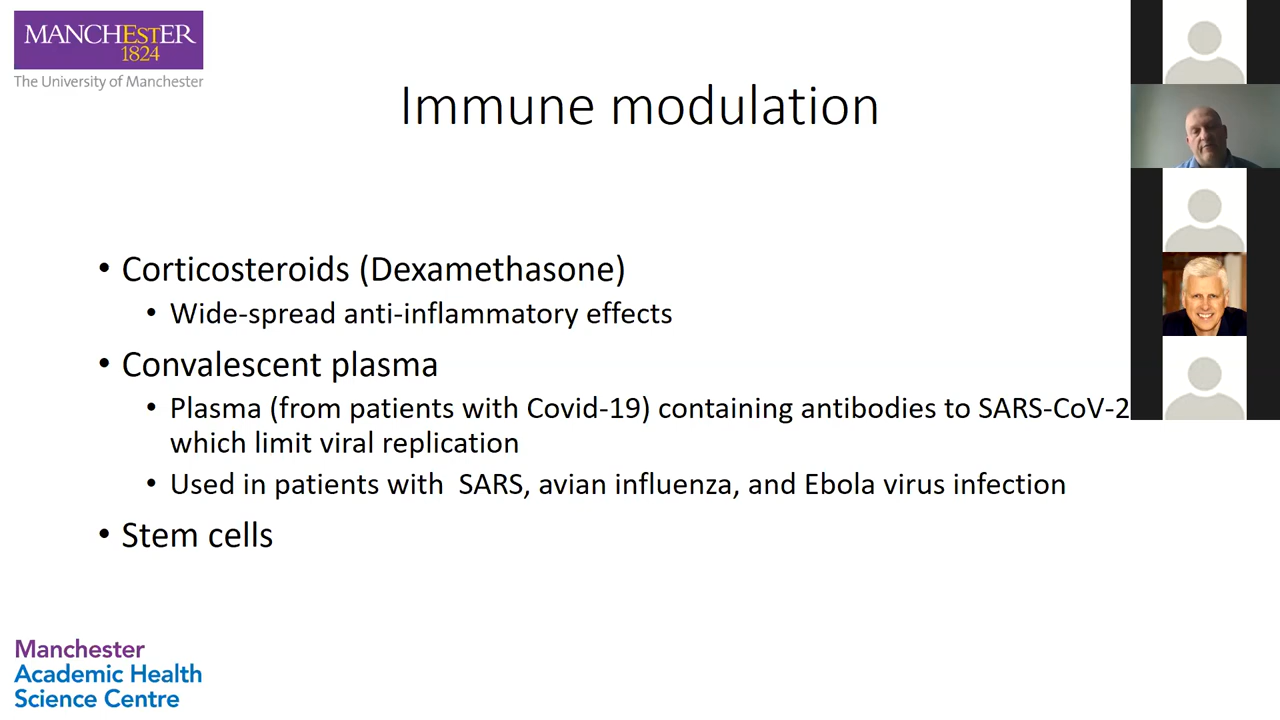 MANCHESTER
1824
The University of Manchester
Immune modulation
• Corticosteroids (Dexamethasone)
• Wide-spread anti-inflammatory effects
• Convalescent plasma
• Plasma (from patients with Covid-19) containing antibodies to SARS-CoV-2
which limit viral replication
• Used in patients with SARS, avian influenza, and Ebola virus infection
• Stem cells
Manchester
Academic Health
Science Centre